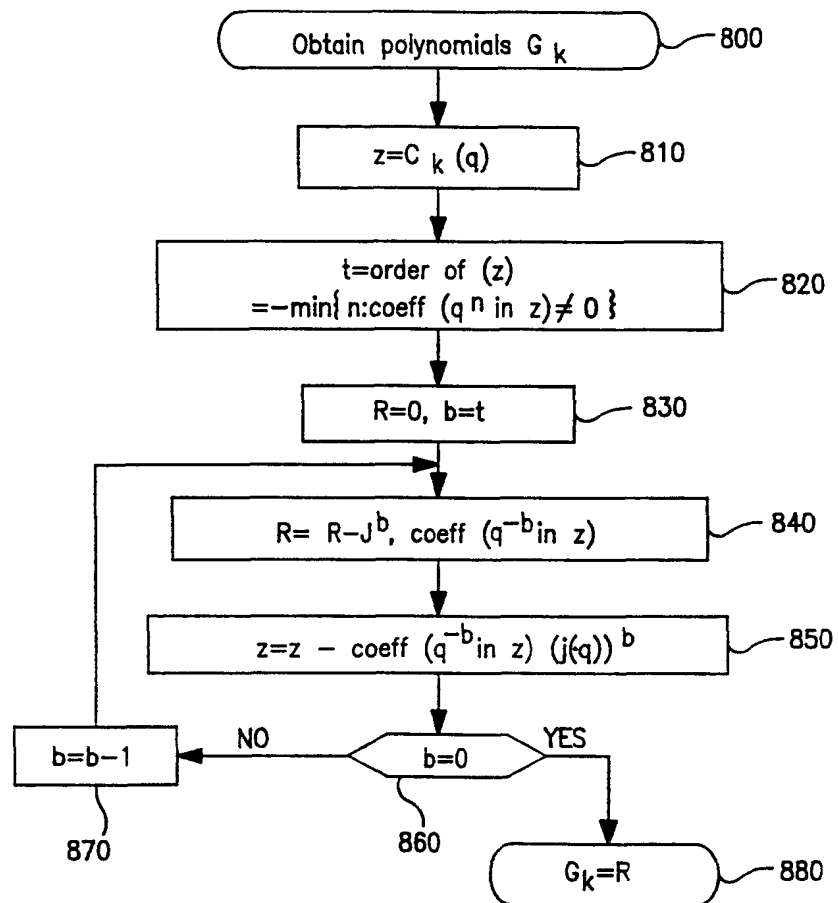 Obtain polynomials G k
800
z=C k (q)
810
t=order of (z)
=-min{ n:coeff (q n in z)≠ 0 }
820
R=0, b=t
830
R= R-J b, coeff (q -b in z)
840
z=z - coeff (q -b in z) (j(-q)) b
850
b=0
860
NO
YES
b=b-1
870
G k=R
880